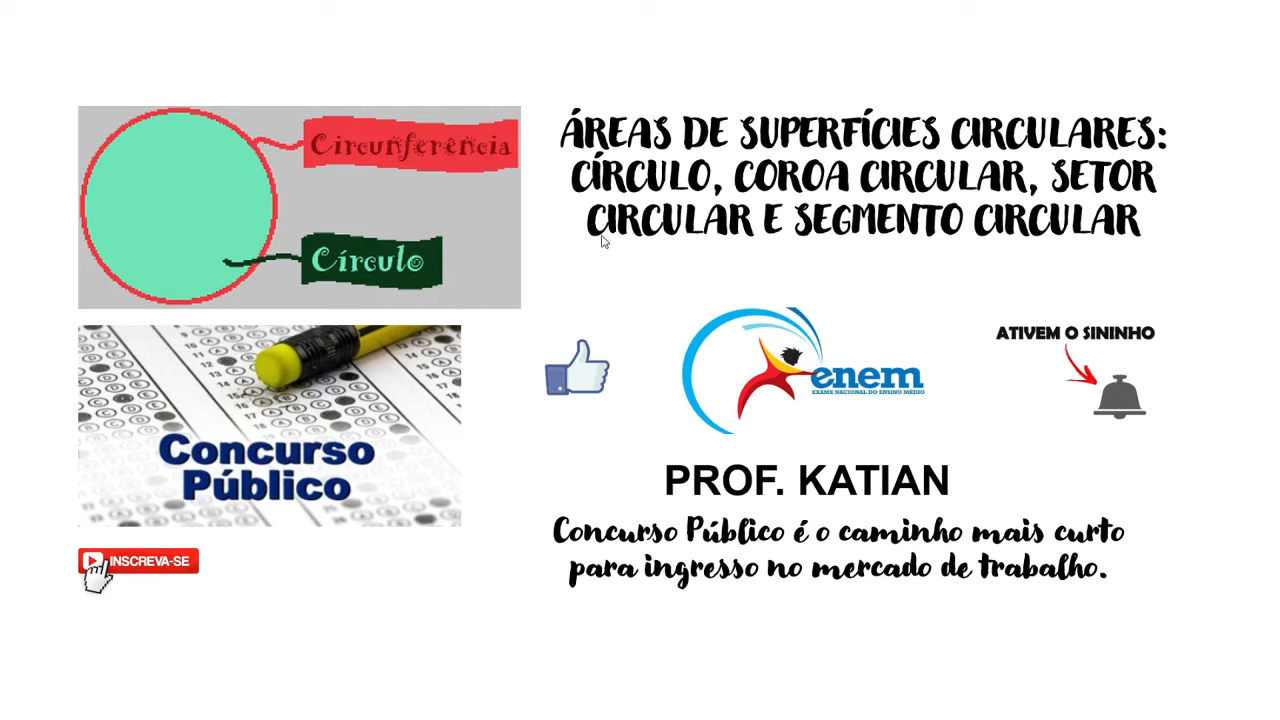 Circunferência
Círculo
ÁREAS DE SUPERFÍCIES CIRCULARES:
CÍRCULO, COROA CIRCULAR, SETOR
CIRCULAR E SEGMENTO CIRCULAR
Concurso
Público
enem
EXAME NACIONAL DO ENSINO MÉDIO
ATIVEM O SININHO
PROF. KATIAN
Concurso Público é o caminho mais curto
para ingresso no mercado de trabalho.
INSCREVA-SE